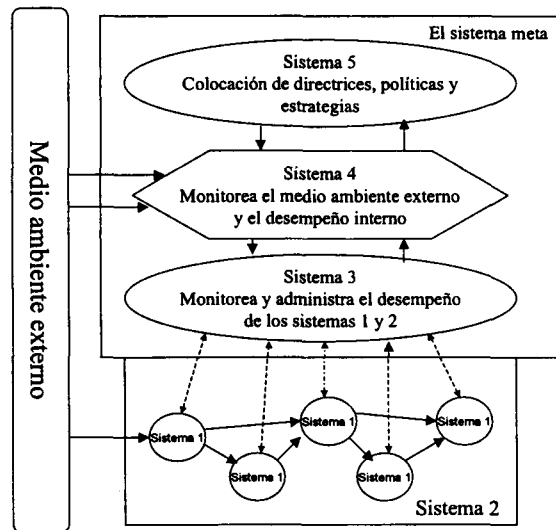 El sistema meta
Sistema 5
Colocación de directrices, políticas y
estrategias
Medio ambiente externo
Sistema 4
Monitorea el medio ambiente externo
y el desempeño interno
Sistema 3
Monitorea y administra el desempeño
de los sistemas 1 y 2
Sistema 1
Sistema 1
Sistema 1
Sistema 1
Sistema 1
Sistema 2